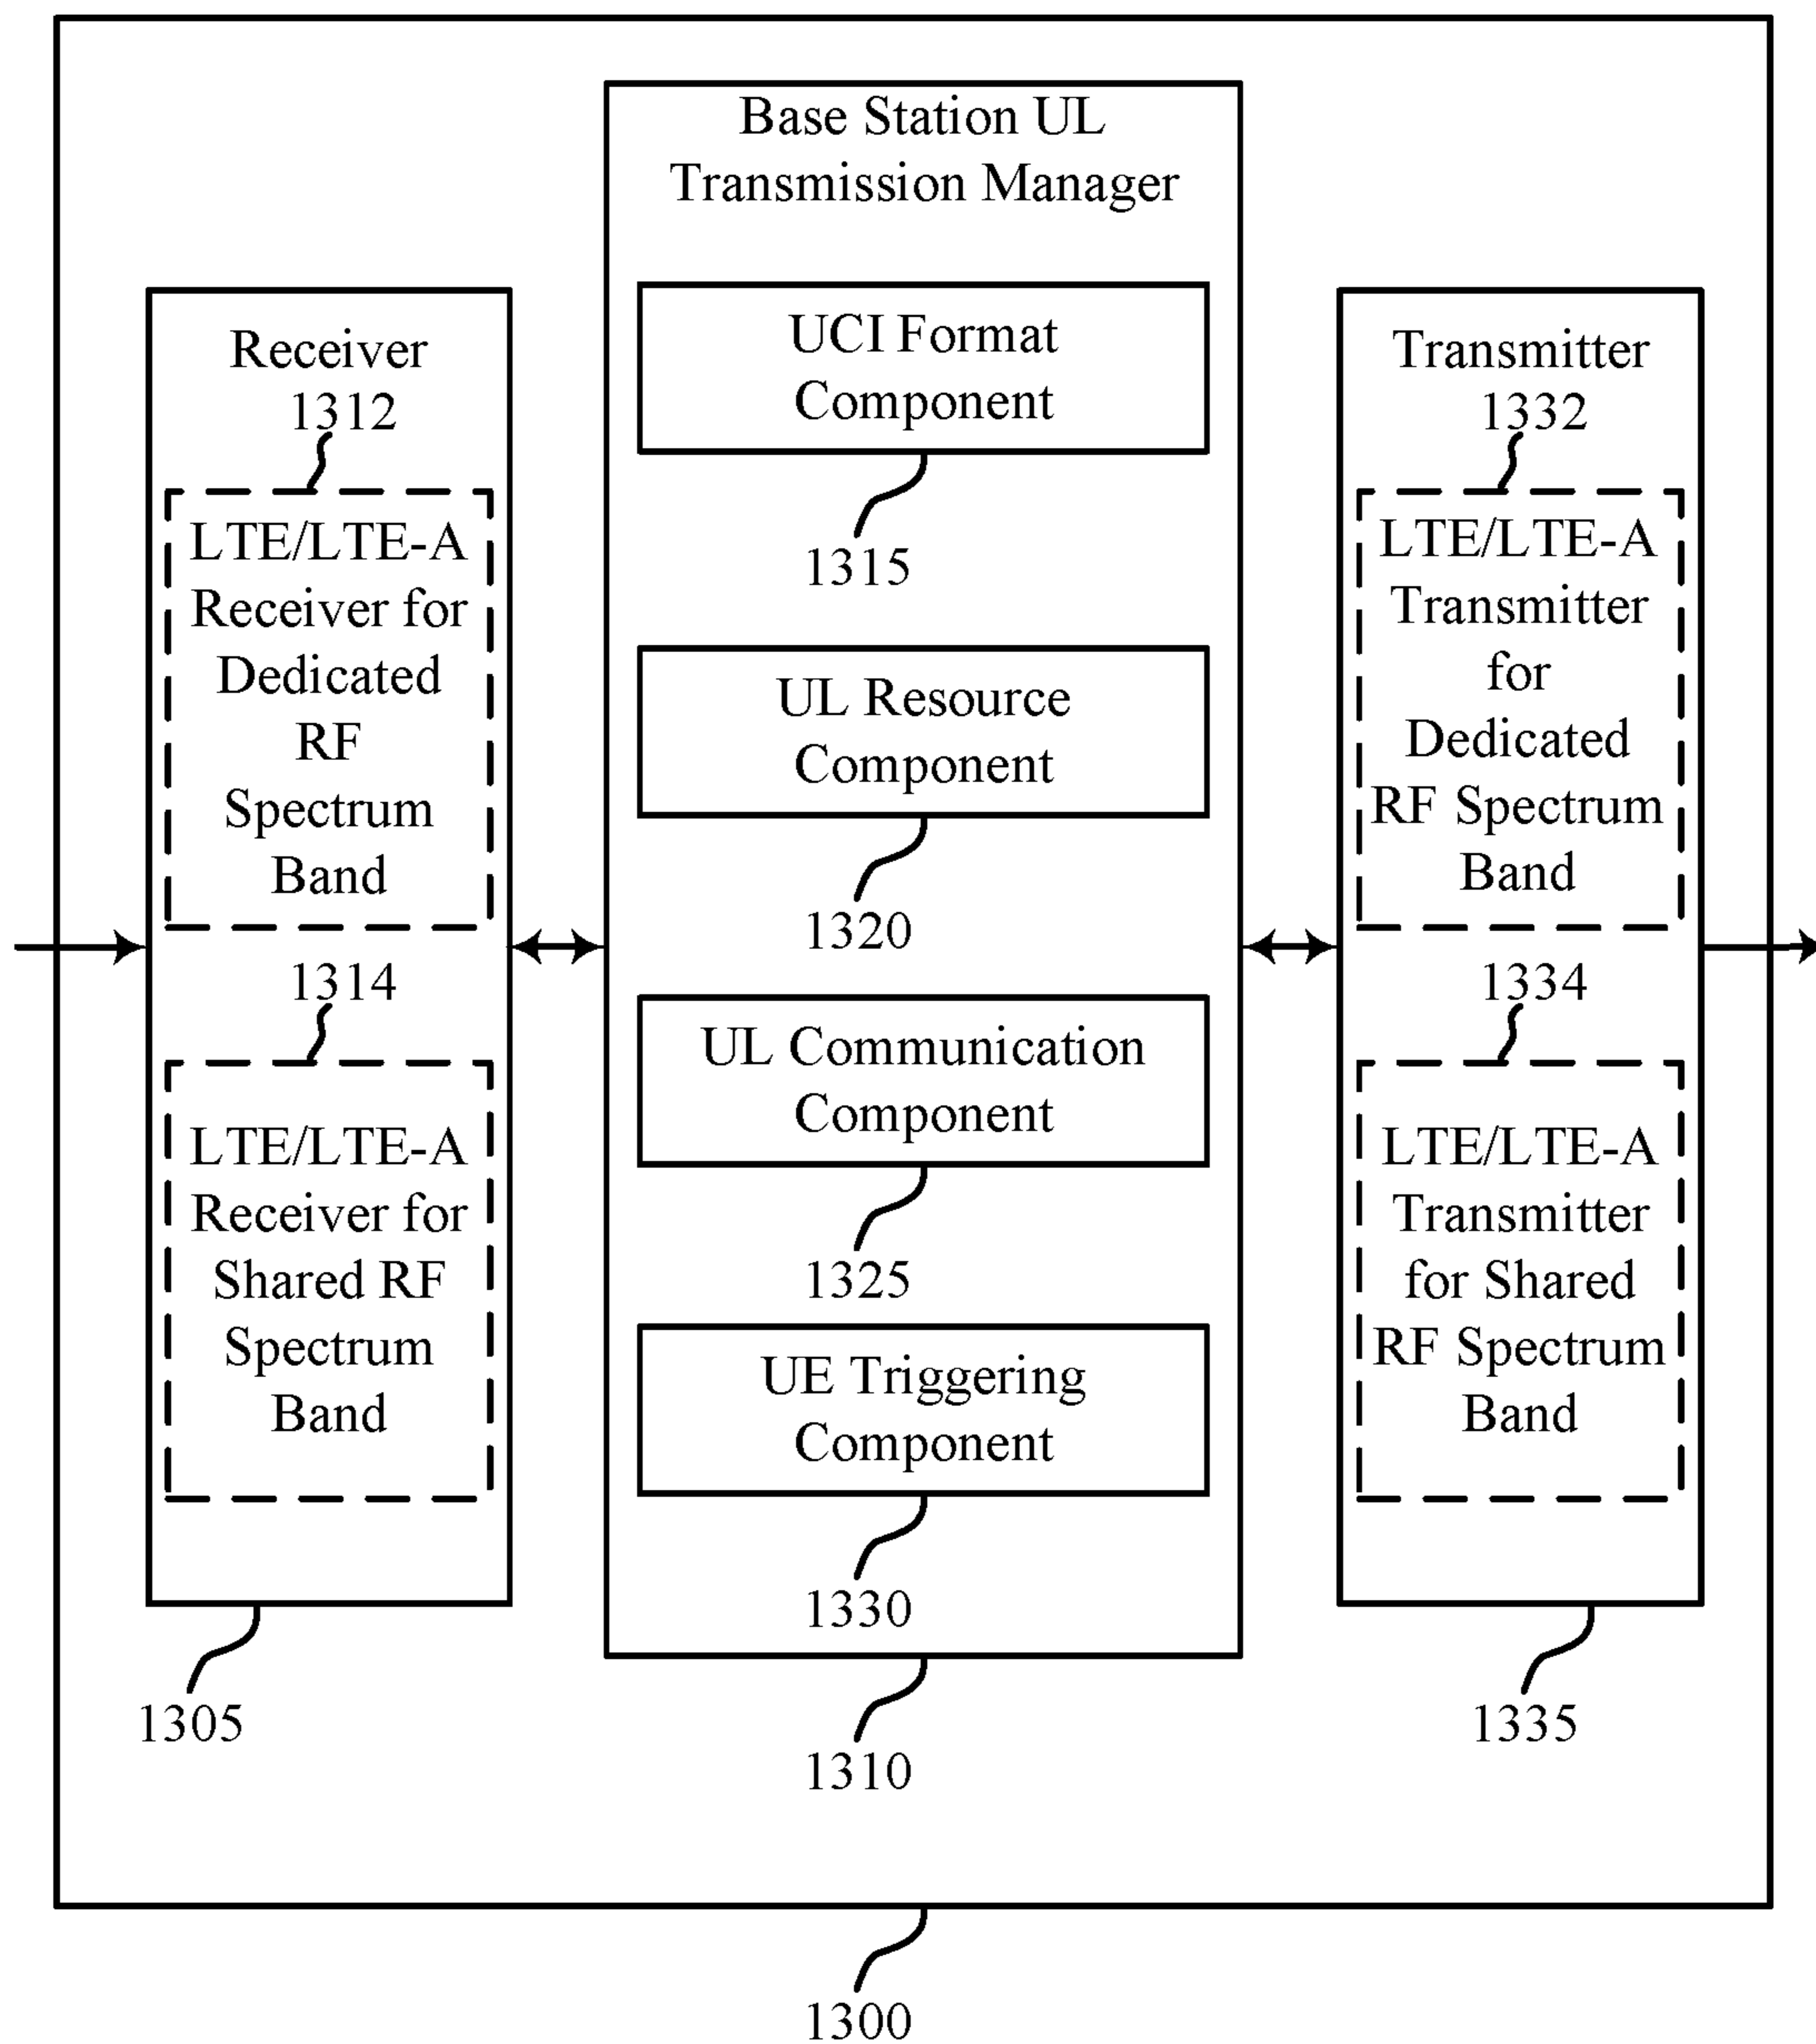 Base Station UL
Transmission Manager
Receiver
1312
LTE/LTE-A
Receiver for
Dedicated
RF
Spectrum
Band
1314
LTE/LTE-A
Receiver for
Shared RF
Spectrum
Band
1305
UCI Format
Component
1315
UL Resource
Component
1320
UL Communication
Component
1325
UE Triggering
Component
1330
1310
Transmitter
1332
LTE/LTE-A
Transmitter
for
Dedicated
RF Spectrum
Band
1334
LTE/LTE-A
Transmitter
for Shared
RF Spectrum
Band
1335
1300